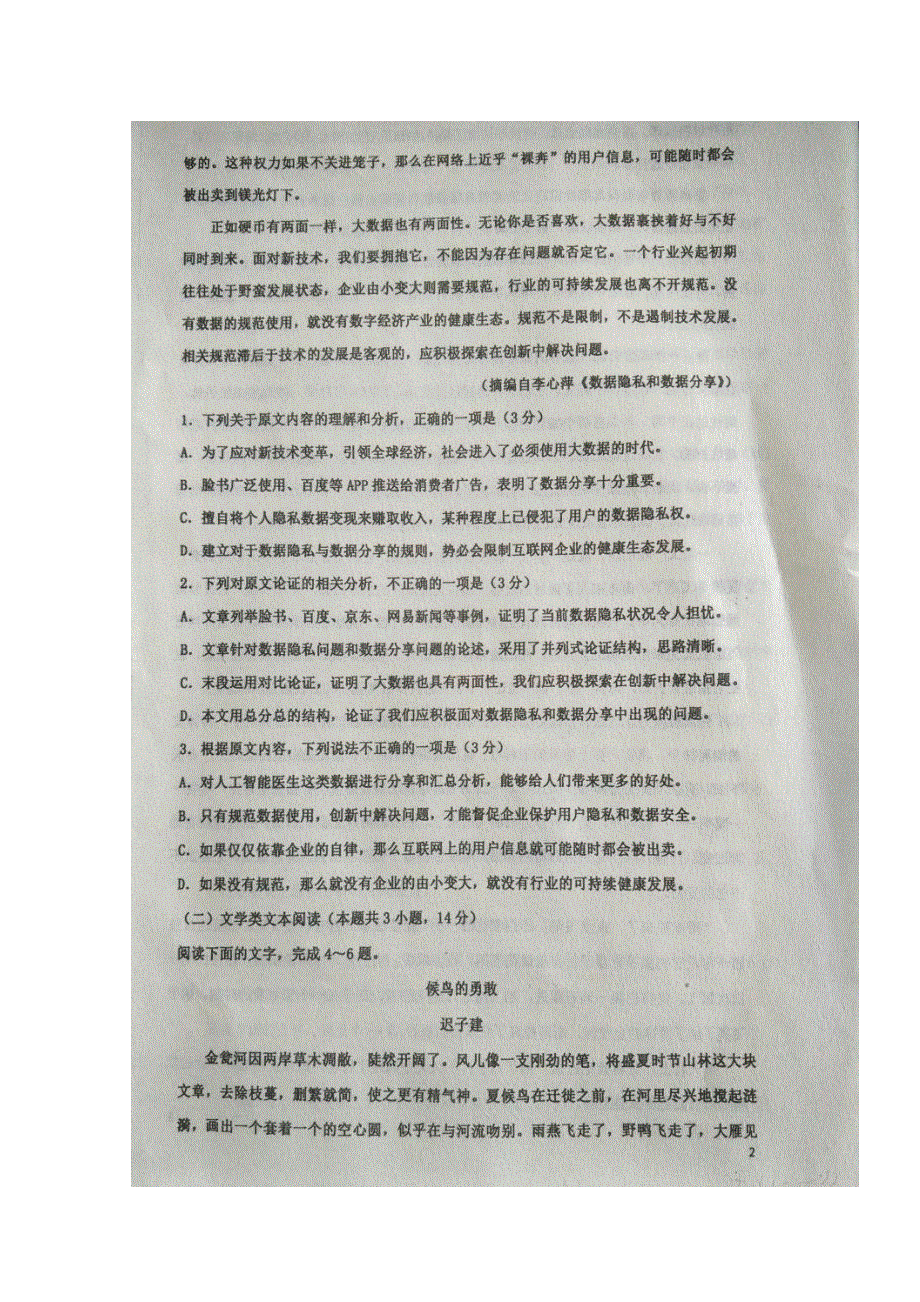 够的。这种权力如果不关进笼子，那么在网络上近乎“裸奔”的用户信息，可能随时都会
被出卖到镁光灯下。
正如硬币有两面一样，大数据也有两面性。无论你是否喜欢，大数据裹挟着好与不好
同时到来。面对新技术，我们要拥抱它，不能因为存在问题就否定它。一个行业兴起初期
往往处于野蛮发展状态，企业由小变大则需要规范，行业的可持续发展也离不开规范。没
有数据的规范使用，就没有数字经济产业的健康生态。规范不是限制，不是遏制技术发展。
相关规范滞后于技术的发展是客观的，应积极探索在创新中解决问题。
（摘编自李心萍《数据隐私和数据分享》）
1．下列关于原文内容的理解和分析，正确的一项是（3分）
A．为了应对新技术变革，引领全球经济，社会进入了必须使用大数据的时代。
B．脸书广泛使用、百度等APP推送给消费者广告，表明了数据分享十分重要。
C．擅自将个人隐私数据变现来赚取收入，某种程度上已侵犯了用户的数据隐私权。
D．建立对于数据隐私与数据分享的规则，势必会限制互联网企业的健康生态发展。
2．下列对原文论证的相关分析，不正确的一项是（3分）
A．文章列举脸书、百度、京东、网易新闻等事例，证明了当前数据隐私状况令人担忧。
B．文章针对数据隐私问题和数据分享问题的论述，采用了并列式论证结构，思路清晰。
C．末段运用对比论证，证明了大数据也具有两面性，我们应积极探索在创新中解决问题。
D．本文用总分总的结构，论证了我们应积极面对数据隐私和数据分享中出现的问题。
3．根据原文内容，下列说法不正确的一项是（3分）
A．对人工智能医生这类数据进行分享和汇总分析，能够给人们带来更多的好处。
B．只有规范数据使用，创新中解决问题，才能督促企业保护用户隐私和数据安全。
C．如果仅仅依靠企业的自律，那么互联网上的用户信息就可能随时都会被出卖。
D．如果没有规范，那么就没有企业的由小变大，就没有行业的可持续健康发展。
（二）文学类文本阅读（本题共3小题，14分）
阅读下面的文字，完成4～6题。
候鸟的勇敢
迟子建
金瓮河因两岸草木凋敝，陡然开阔了。风儿像一支刚劲的笔，将盛夏时节山林这大块
文章，去除枝蔓，删繁就简，使之更有精气神。夏候鸟在迁徙之前，在河里尽兴地搅起涟
漪，画出一个套着一个的空心圆，似乎在与河流吻别。雨燕飞走了，野鸭飞走了，大雁见
2